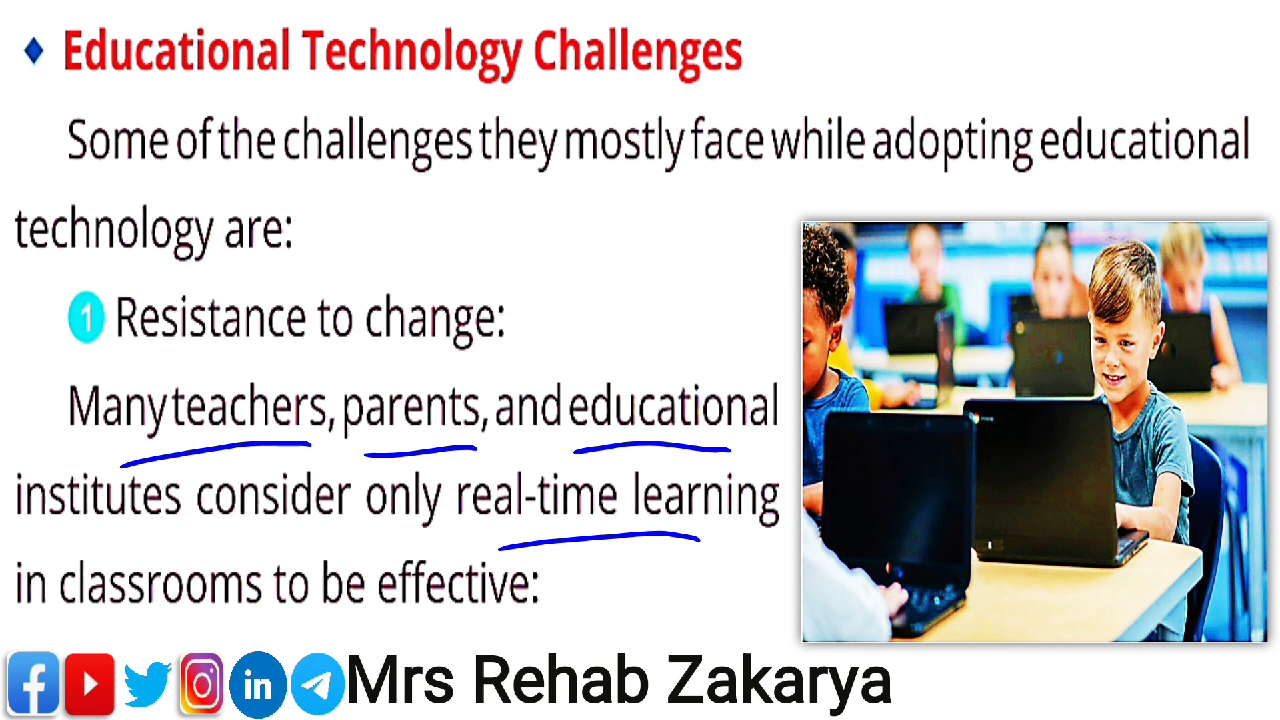 Educational Technology Challenges
Some of the challenges they mostly face while adopting educational
technology are:
1 Resistance to change:
Many teachers, parents, and educational
institutes consider only real-time learning
in classrooms to be effective:
Mrs Rehab Zakarya